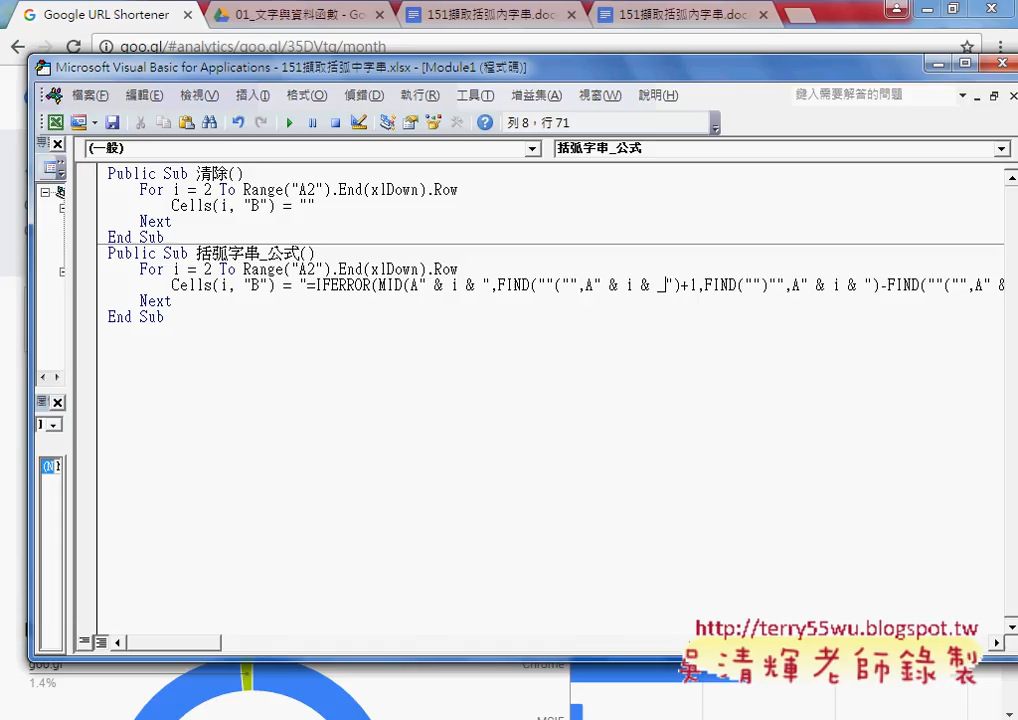 Google URL Shortener
01_文字與資料函數 - Go
151擷取括弧內字串.doc
151擷取括弧內字串.doc
goo.gl/#analytics/goo.gl/35DVtg/month
Microsoft Visual Basic for Applications - 151擷取括弧中字串.xlsx - [Module1 (程式碼)]
檔案(F) 編輯(E) 檢視(V) 插入(I) 格式(O) 偵錯(D) 執行(R) 工具(T) 增益集(A) 視窗(W) 說明(H) 鍵入需要解答的問題
列 8，行 71
(一般) 括弧字串_公式
Public Sub 清除()
For i = 2 To Range("A2").End(xlDown).Row
Cells(i, "B") = ""
Next
End Sub
Public Sub 括弧字串_公式()
For i = 2 To Range("A2").End(xlDown).Row
Cells(i, "B") = "=IFERROR(MID(A" & i & ",FIND(""("",A" & i & _")+1,FIND("")"",A" & i & ")-FIND(""("",A" &
Next
End Sub
http://terry55wu.blogspot.tw
吳清輝老師錄製
goo.gl
1.4%
Chrome
MSIE